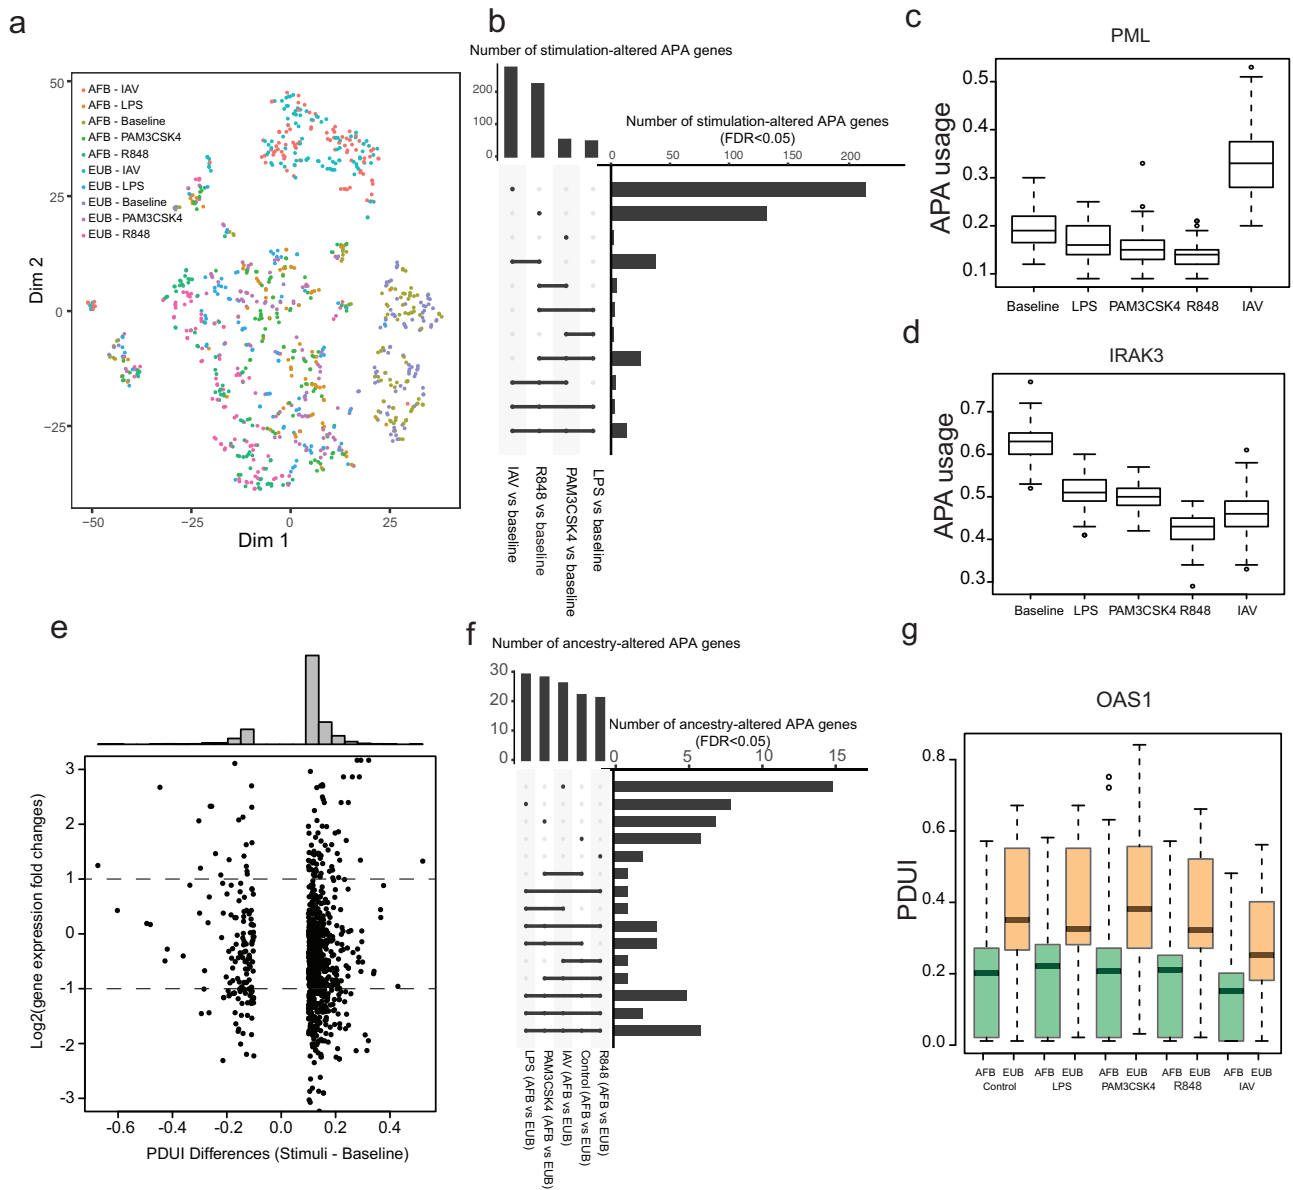 a
50
25
0
−25
−50
−25
0
25
Dim 2
Dim 1
AFB - IAV
AFB - LPS
AFB - Baseline
AFB - PAM3CSK4
AFB - R848
EUB - IAV
EUB - LPS
EUB - Baseline
EUB - PAM3CSK4
EUB - R848
b
Number of stimulation-altered APA genes
200
100
0
Number of stimulation-altered APA genes
(FDR<0.05)
0
50
100
150
200
IAV vs baseline
R848 vs baseline
PAM3CSK4 vs baseline
LPS vs baseline
c
PML
APA usage
0.5
0.4
0.3
0.2
0.1
Baseline
LPS
PAM3CSK4
R848
IAV
d
IRAK3
APA usage
0.7
0.6
0.5
0.4
0.3
Baseline
LPS
PAM3CSK4
R848
IAV
e
Log2(gene expression fold changes)
3
2
1
0
-1
-2
-3
-0.6
-0.4
-0.2
0.0
0.2
0.4
PDUI Differences (Stimuli - Baseline)
f
Number of ancestry-altered APA genes
30
20
10
0
Number of ancestry-altered APA genes
(FDR<0.05)
0
5
10
15
LPS (AFB vs EUB)
PAM3CSK4 (AFB vs EUB)
IAV (AFB vs EUB)
Control (AFB vs EUB)
R848 (AFB vs EUB)
g
OAS1
PDUI
0.8
0.6
0.4
0.2
0.0
AFB EUB AFB EUB AFB EUB AFB EUB AFB EUB
Control LPS PAM3CSK4 R848 IAV